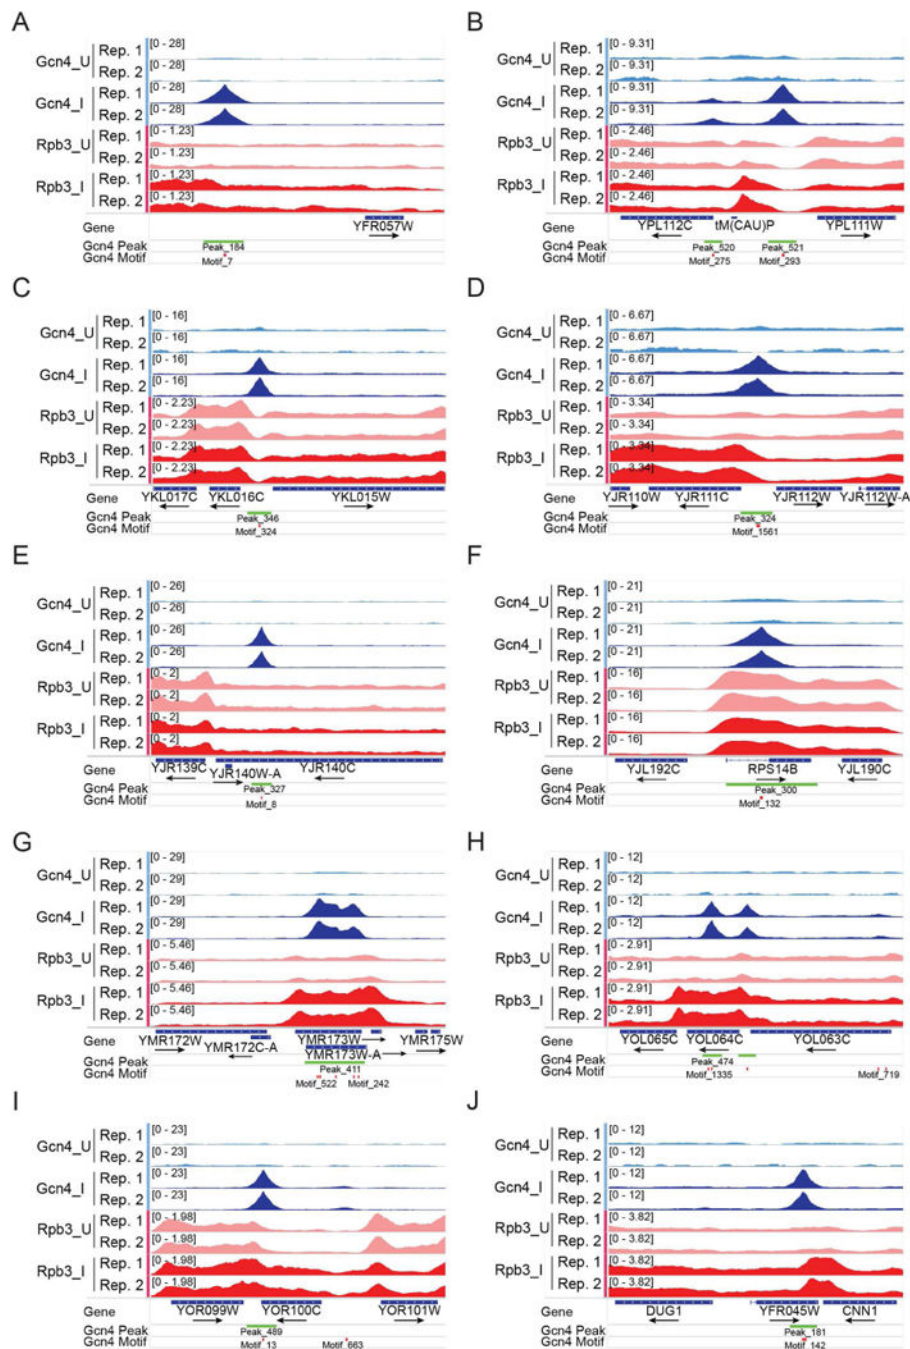 A
Gcn4_U
Rep. 1
[0 - 28]
Rep. 2
[0 - 28]
Gcn4_I
Rep. 1
[0 - 28]
Rep. 2
[0 - 28]
Rpb3_U
Rep. 1
[0 - 1.23]
Rep. 2
[0 - 1.23]
Rpb3_I
Rep. 1
[0 - 1.23]
Rep. 2
[0 - 1.23]
Gene
YFR057W
Gcn4 Peak
Peak_184
Gcn4 Motif
Motif_7
B
Gcn4_U
Rep. 1
[0 - 9.31]
Rep. 2
[0 - 9.31]
Gcn4_I
Rep. 1
[0 - 9.31]
Rep. 2
[0 - 9.31]
Rpb3_U
Rep. 1
[0 - 2.46]
Rep. 2
[0 - 2.46]
Rpb3_I
Rep. 1
[0 - 2.46]
Rep. 2
[0 - 2.46]
Gene
YPL112C tM(CAU)P YPL111W
Gcn4 Peak
Peak_520 Peak_521
Gcn4 Motif
Motif_275 Motif_293
C
Gcn4_U
Rep. 1
[0 - 16]
Rep. 2
[0 - 16]
Gcn4_I
Rep. 1
[0 - 16]
Rep. 2
[0 - 16]
Rpb3_U
Rep. 1
[0 - 2.23]
Rep. 2
[0 - 2.23]
Rpb3_I
Rep. 1
[0 - 2.23]
Rep. 2
[0 - 2.23]
Gene
YKL017C YKL016C YKL015W
Gcn4 Peak
Peak_346
Gcn4 Motif
Motif_324
D
Gcn4_U
Rep. 1
[0 - 6.67]
Rep. 2
[0 - 6.67]
Gcn4_I
Rep. 1
[0 - 6.67]
Rep. 2
[0 - 6.67]
Rpb3_U
Rep. 1
[0 - 3.34]
Rep. 2
[0 - 3.34]
Rpb3_I
Rep. 1
[0 - 3.34]
Rep. 2
[0 - 3.34]
Gene
YJR110W YJR111C YJR112W YJR112W-A
Gcn4 Peak
Peak_324
Gcn4 Motif
Motif_1561
E
Gcn4_U
Rep. 1
[0 - 26]
Rep. 2
[0 - 26]
Gcn4_I
Rep. 1
[0 - 26]
Rep. 2
[0 - 26]
Rpb3_U
Rep. 1
[0 - 2]
Rep. 2
[0 - 2]
Rpb3_I
Rep. 1
[0 - 2]
Rep. 2
[0 - 2]
Gene
YJR139C YJR140W-A YJR140C
Gcn4 Peak
Peak_327
Gcn4 Motif
Motif_8
F
Gcn4_U
Rep. 1
[0 - 21]
Rep. 2
[0 - 21]
Gcn4_I
Rep. 1
[0 - 21]
Rep. 2
[0 - 21]
Rpb3_U
Rep. 1
[0 - 16]
Rep. 2
[0 - 16]
Rpb3_I
Rep. 1
[0 - 16]
Rep. 2
[0 - 16]
Gene
YJL192C RPS14B YJL190C
Gcn4 Peak
Peak_300
Gcn4 Motif
Motif_132
G
Gcn4_U
Rep. 1
[0 - 29]
Rep. 2
[0 - 29]
Gcn4_I
Rep. 1
[0 - 29]
Rep. 2
[0 - 29]
Rpb3_U
Rep. 1
[0 - 5.46]
Rep. 2
[0 - 5.46]
Rpb3_I
Rep. 1
[0 - 5.46]
Rep. 2
[0 - 5.46]
Gene
YMR172W YMR173W YMR175W
YMR172C-A YMR173W-A
Gcn4 Peak
Peak_411
Gcn4 Motif
Motif_522 Motif_242
H
Gcn4_U
Rep. 1
[0 - 12]
Rep. 2
[0 - 12]
Gcn4_I
Rep. 1
[0 - 12]
Rep. 2
[0 - 12]
Rpb3_U
Rep. 1
[0 - 2.91]
Rep. 2
[0 - 2.91]
Rpb3_I
Rep. 1
[0 - 2.91]
Rep. 2
[0 - 2.91]
Gene
YOL065C YOL064C YOL063C
Gcn4 Peak
Peak_474
Gcn4 Motif
Motif_1335 Motif_719
I
Gcn4_U
Rep. 1
[0 - 23]
Rep. 2
[0 - 23]
Gcn4_I
Rep. 1
[0 - 23]
Rep. 2
[0 - 23]
Rpb3_U
Rep. 1
[0 - 1.98]
Rep. 2
[0 - 1.98]
Rpb3_I
Rep. 1
[0 - 1.98]
Rep. 2
[0 - 1.98]
Gene
YOR099W YOR100C YOR101W
Gcn4 Peak
Peak_489
Gcn4 Motif
Motif_13 Motif_663
J
Gcn4_U
Rep. 1
[0 - 12]
Rep. 2
[0 - 12]
Gcn4_I
Rep. 1
[0 - 12]
Rep. 2
[0 - 12]
Rpb3_U
Rep. 1
[0 - 3.82]
Rep. 2
[0 - 3.82]
Rpb3_I
Rep. 1
[0 - 3.82]
Rep. 2
[0 - 3.82]
Gene
DUG1 YFR045W CNN1
Gcn4 Peak
Peak_181
Gcn4 Motif
Motif_142